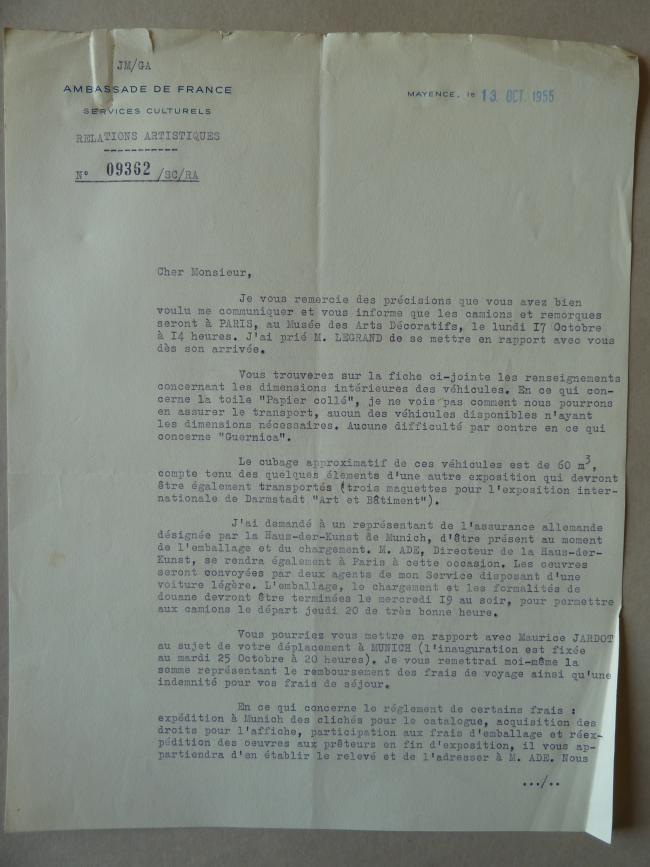 JM/GA
AMBASSADE DE FRANCE
SERVICES CULTURELS
RELATIONS ARTISTIQUES
-----------
N° 09362 /SC/RA
MAYENCE, le 13. OCT. 1955
Cher Monsieur,
Je vous remercie des précisions que vous avez bien
voulu me communiquer et vous informe que les camions et remorques
seront à PARIS, au Musée des Arts Décoratifs, le lundi I7 Octobre
à I4 heures. J'ai prié M. LEGRAND de se mettre en rapport avec vous
dès son arrivée.
Vous trouverez sur la fiche ci-jointe les renseignements
concernant les dimensions intérieures des véhicules. En ce qui con-
cerne la toile "Papier collé", je ne vois pas comment nous pourrons
en assurer le transport, aucun des véhicules disponibles n'ayant
les dimensions nécessaires. Aucune difficulté par contre en ce qui
concerne "Guernica".
Le cubage approximatif de ces véhicules est de 60 m³,
compte tenu des quelques élements d'une autre exposition qui devront
être également transportés (trois maquettes pour l'exposition inter-
nationale de Darmstadt "Art et Bâtiment").
J'ai demandé à un représentant de l'assurance allemande
désignée par la Haus-der-Kunst de Munich, d'être présent au moment
de l'emballage et du chargement. M. ADE, Directeur de la Haus-der-
Kunst, se rendra également à Paris à cette occasion. Les oeuvres
seront convoyées par deux agents de mon Service disposant d'une
voiture légère. L'emballage, le chargement et les formalités de
douane devront être terminées le mercredi I9 au soir, pour permettre
aux camions le départ jeudi 20 de très bonne heure.
Vous pourriez vous mettre en rapport avec Maurice JARDOT
au sujet de votre déplacement à MUNICH (l'inauguration est fixée
au mardi 25 Octobre à 20 heures). Je vous remettrai moi-même la
somme représentant le remboursement des frais de voyage ainsi qu'une
indemnité pour vos frais de séjour.
En ce qui concerne le réglement de certains frais :
expédition à Munich des clichés pour le catalogue, acquisition des
droits pour l'affiche, participation aux frais d'emballage et réex-
pédition des oeuvres aux prêteurs en fin d'exposition, il vous ap-
partiendra d'en établir le relevé et de l'adresser à M. ADE. Nous
.../..